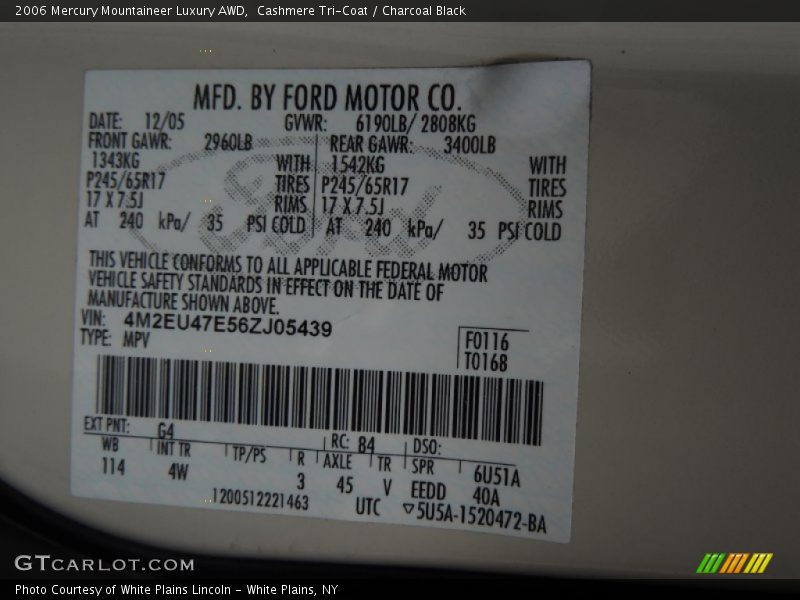 2006 Mercury Mountaineer Luxury AWD,  Cashmere Tri-Coat / Charcoal Black
MFD. BY FORD MOTOR CO.
DATE: 12/05 GVWR: 6190LB/ 2808KG
FRONT GAWR: 2960LB REAR GAWR: 3400LB
1343KG WITH 1542KG WITH
P245/65R17 TIRES P245/65R17 TIRES
17 X 7.5J RIMS 17 X 7.5J RIMS
AT 240 kPa/ 35 PSI COLD AT 240 kPa/ 35 PSI COLD
THIS VEHICLE CONFORMS TO ALL APPLICABLE FEDERAL MOTOR
VEHICLE SAFETY STANDARDS IN EFFECT ON THE DATE OF
MANUFACTURE SHOWN ABOVE.
VIN: 4M2EU47E56ZJ05439
TYPE: MPV
F0116
T0168
EXT PNT: G4 RC: 84 DSO:
WB INT TR TP/PS R AXLE TR SPR 6U51A
114 4W 3 45 V EEDD 40A
1200512221463 UTC ▽5U5A-1520472-BA
GTCARLOT.COM
Photo Courtesy of White Plains Lincoln - White Plains, NY